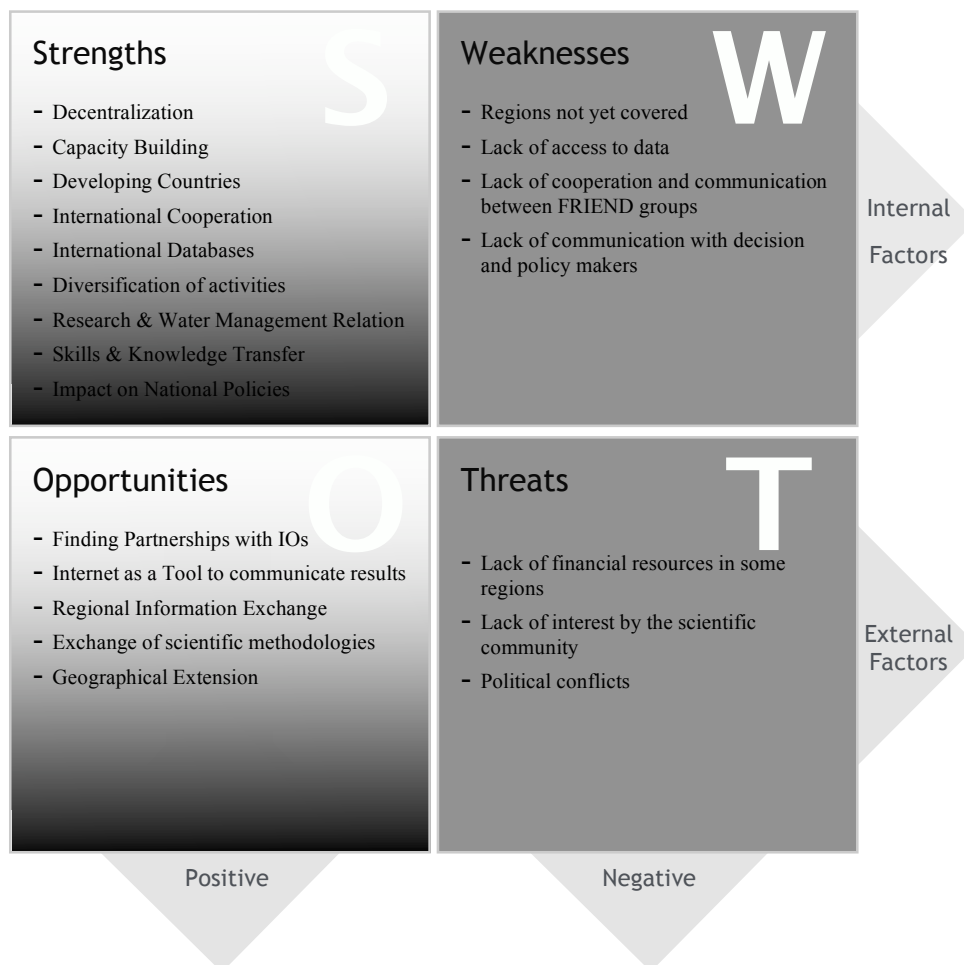 Strengths
S
- Decentralization
- Capacity Building
- Developing Countries
- International Cooperation
- International Databases
- Diversification of activities
- Research & Water Management Relation
- Skills & Knowledge Transfer
- Impact on National Policies
Weaknesses
W
- Regions not yet covered
- Lack of access to data
- Lack of cooperation and communication
between FRIEND groups
- Lack of communication with decision
and policy makers
Internal
Factors
Opportunities
O
- Finding Partnerships with IOs
- Internet as a Tool to communicate results
- Regional Information Exchange
- Exchange of scientific methodologies
- Geographical Extension
Threats
T
- Lack of financial resources in some
regions
- Lack of interest by the scientific
community
- Political conflicts
External
Factors
Positive
Negative